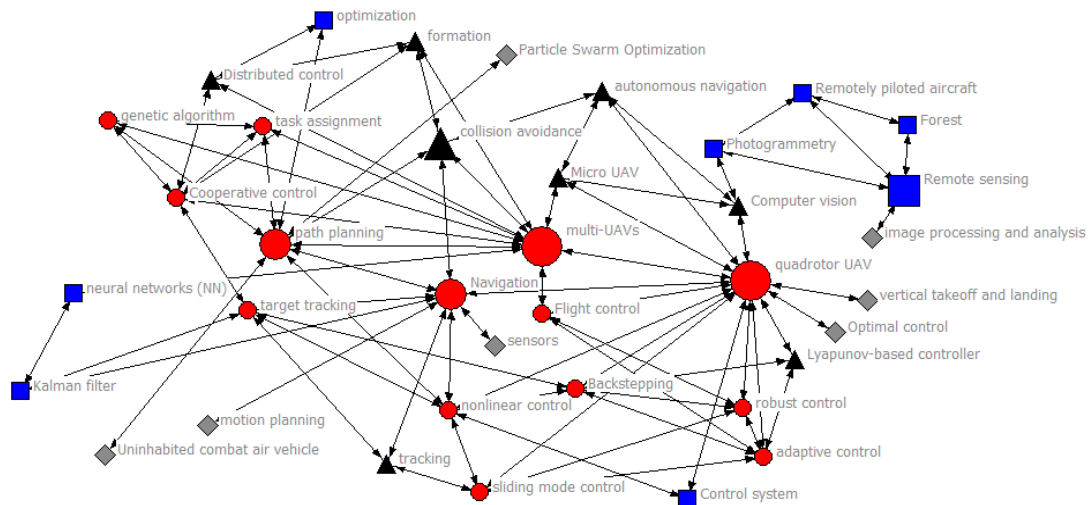 optimization
formation
Particle Swarm Optimization
Distributed control
autonomous navigation
Remotely piloted aircraft
genetic algorithm
task assignment
collision avoidance
Forest
Photogrammetry
Micro UAV
Remote sensing
Cooperative control
Computer vision
path planning
multi-UAVs
image processing and analysis
quadrotor UAV
neural networks (NN)
Navigation
target tracking
Flight control
vertical takeoff and landing
sensors
Optimal control
Lyapunov-based controller
Kalman filter
Backstepping
motion planning
nonlinear control
robust control
Uninhabited combat air vehicle
tracking
adaptive control
sliding mode control
Control system